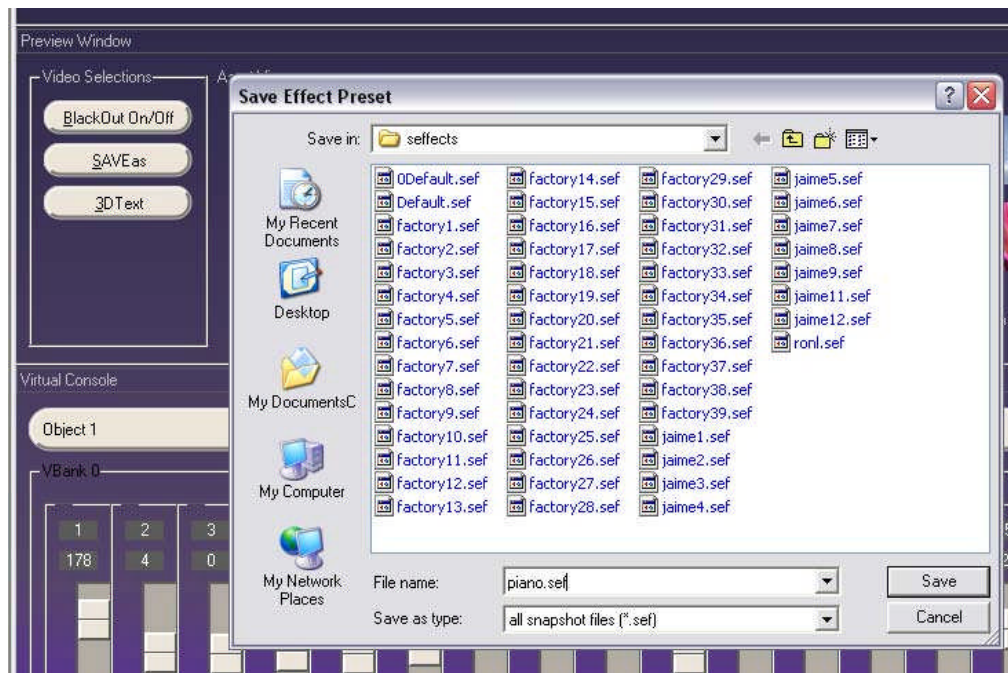 Preview Window
Video Selections
BlackOut On/Off
SAVEas
3DText
Save Effect Preset
Save in:
seffects
My Recent Documents
Desktop
My DocumentsC
My Computer
My Network Places
0Default.sef
Default.sef
factory1.sef
factory2.sef
factory3.sef
factory4.sef
factory5.sef
factory6.sef
factory7.sef
factory8.sef
factory9.sef
factory10.sef
factory11.sef
factory12.sef
factory13.sef
factory14.sef
factory15.sef
factory16.sef
factory17.sef
factory18.sef
factory19.sef
factory20.sef
factory21.sef
factory22.sef
factory23.sef
factory24.sef
factory25.sef
factory26.sef
factory27.sef
factory28.sef
factory29.sef
factory30.sef
factory31.sef
factory32.sef
factory33.sef
factory34.sef
factory35.sef
factory36.sef
factory37.sef
factory38.sef
factory39.sef
jaime1.sef
jaime2.sef
jaime3.sef
jaime4.sef
jaime5.sef
jaime6.sef
jaime7.sef
jaime8.sef
jaime9.sef
jaime11.sef
jaime12.sef
ronl.sef
File name:
piano.sef
Save
Save as type:
all snapshot files (*.sef)
Cancel
Virtual Console
Object 1
VBank 0
1 2 3
178 4 0